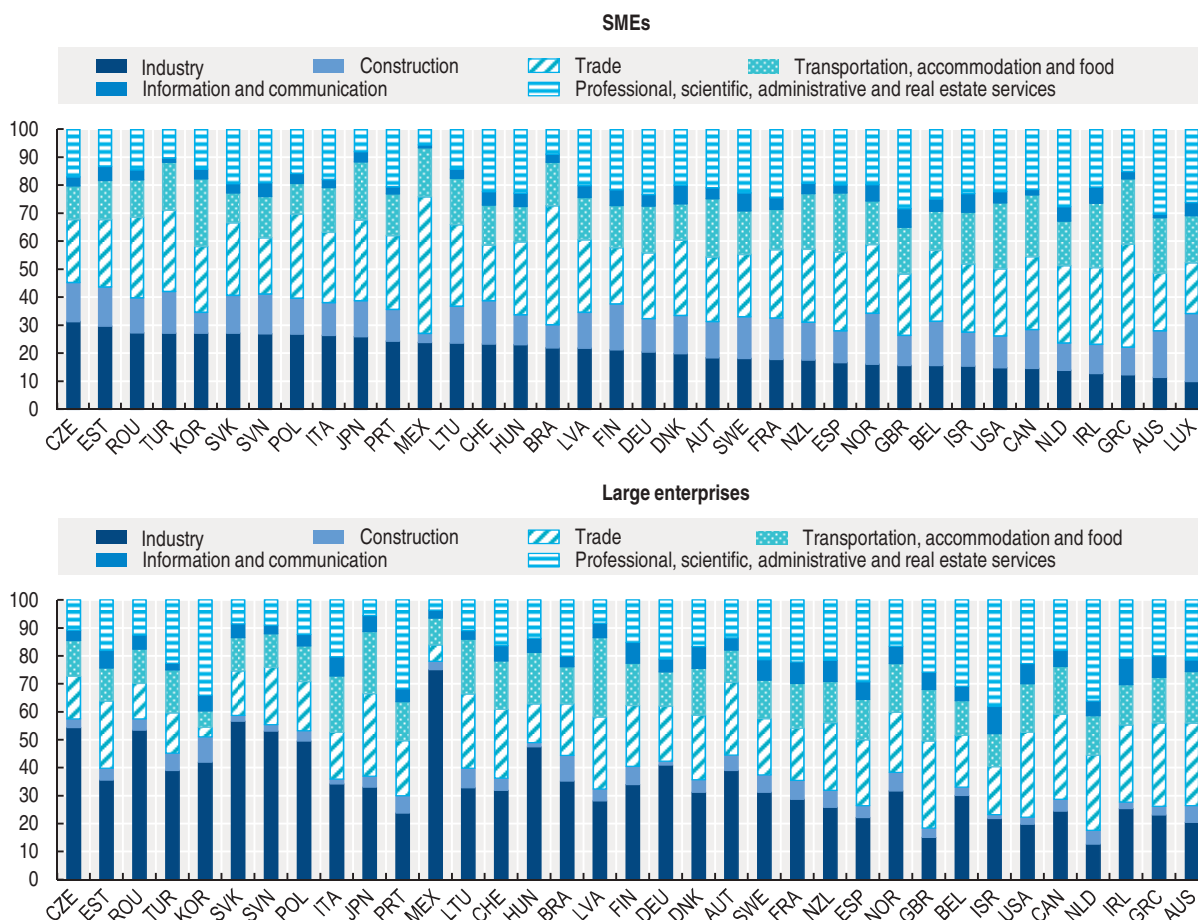 SMEs
Industry Construction Trade Transportation, accommodation and food
Information and communication Professional, scientific, administrative and real estate services
100
90
80
70
60
50
40
30
20
10
0
CZE EST ROU TUR KOR SVK SVN POL ITA JPN PRT MEX LTU CHE HUN BRA LVA FIN DEU DNK AUT SWE FRA NZL ESP NOR GBR BEL ISR USA CAN NLD IRL GRC AUS LUX
Large enterprises
Industry Construction Trade Transportation, accommodation and food
Information and communication Professional, scientific, administrative and real estate services
100
90
80
70
60
50
40
30
20
10
0
CZE EST ROU TUR KOR SVK SVN POL ITA JPN PRT MEX LTU CHE HUN BRA LVA FIN DEU DNK AUT SWE FRA NZL ESP NOR GBR BEL ISR USA CAN NLD IRL GRC AUS